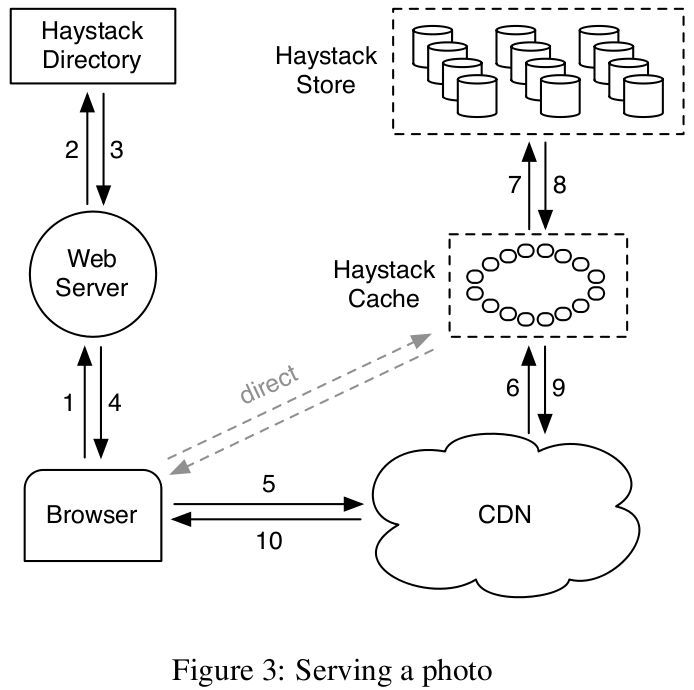 Haystack
Directory
Haystack
Store
2
3
7
8
Web
Server
Haystack
Cache
direct
1
4
6
9
5
Browser
CDN
10
Figure 3: Serving a photo